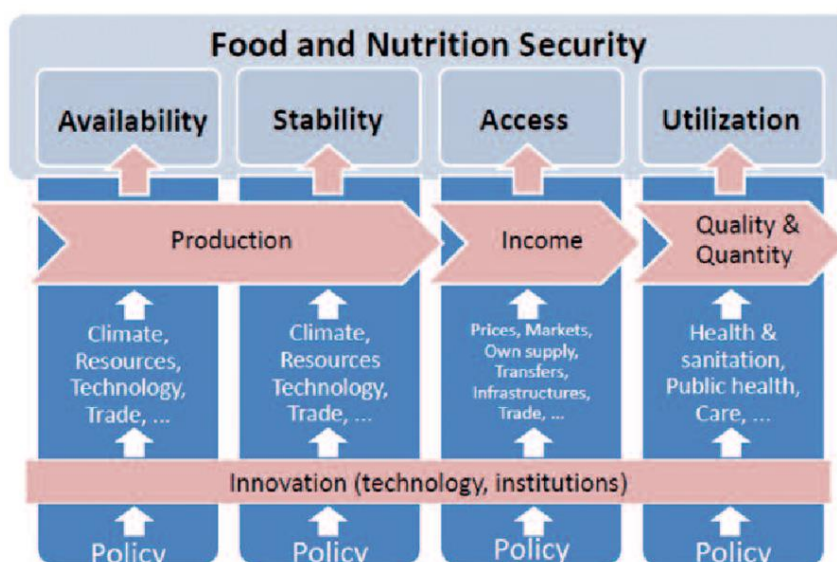 Food and Nutrition Security
Availability
Stability
Access
Utilization
Production
Income
Quality &
Quantity
Climate,
Resources,
Technology,
Trade, ...
Climate,
Resources
Technology,
Trade, ...
Prices, Markets,
Own supply,
Transfers,
Infrastructures,
Trade, ...
Health &
sanitation,
Public health,
Care, ...
Innovation (technology, institutions)
Policy
Policy
Policy
Policy